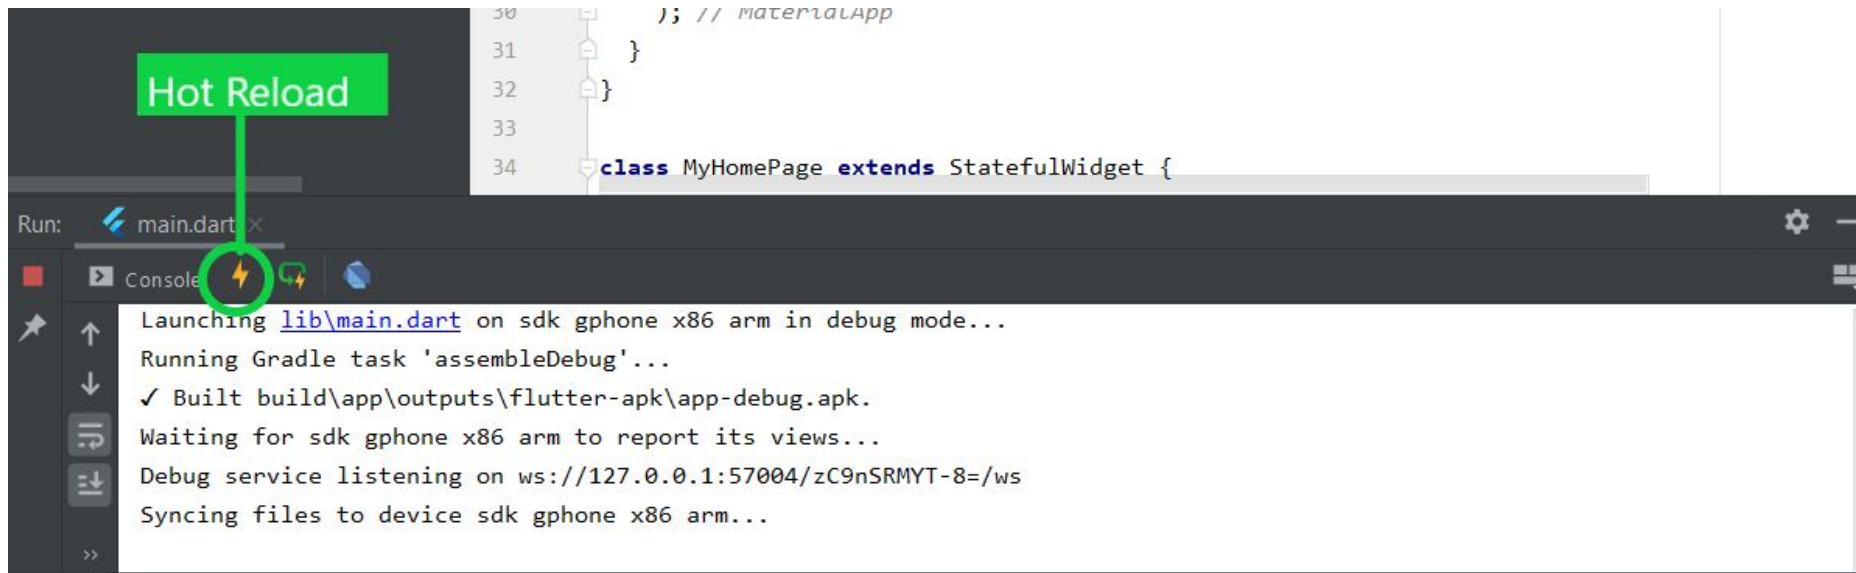 30 ); // MaterialApp
31 }
Hot Reload
32 }
33
34 class MyHomePage extends StatefulWidget {
Run: main.dart
Console
Launching lib\main.dart on sdk gphone x86 arm in debug mode...
Running Gradle task 'assembleDebug'...
✓ Built build\app\outputs\flutter-apk\app-debug.apk.
Waiting for sdk gphone x86 arm to report its views...
Debug service listening on ws://127.0.0.1:57004/zC9nSRMYT-8=/ws
Syncing files to device sdk gphone x86 arm...